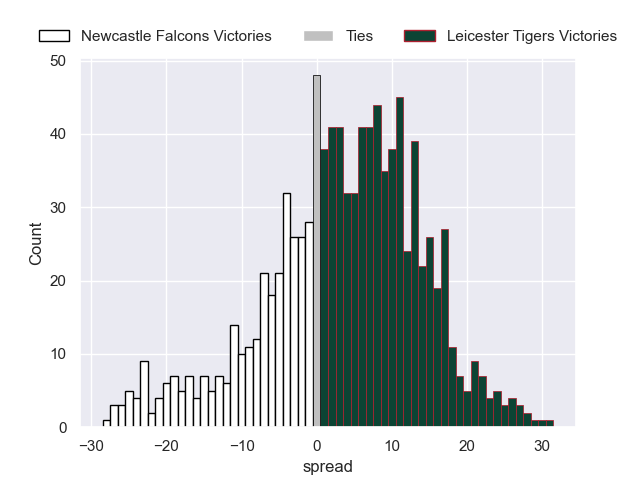 Newcastle Falcons Victories Ties Leicester Tigers Victories
50
40
30
20
10
0
Count
−30 −20 −10 0 10 20 30
spread